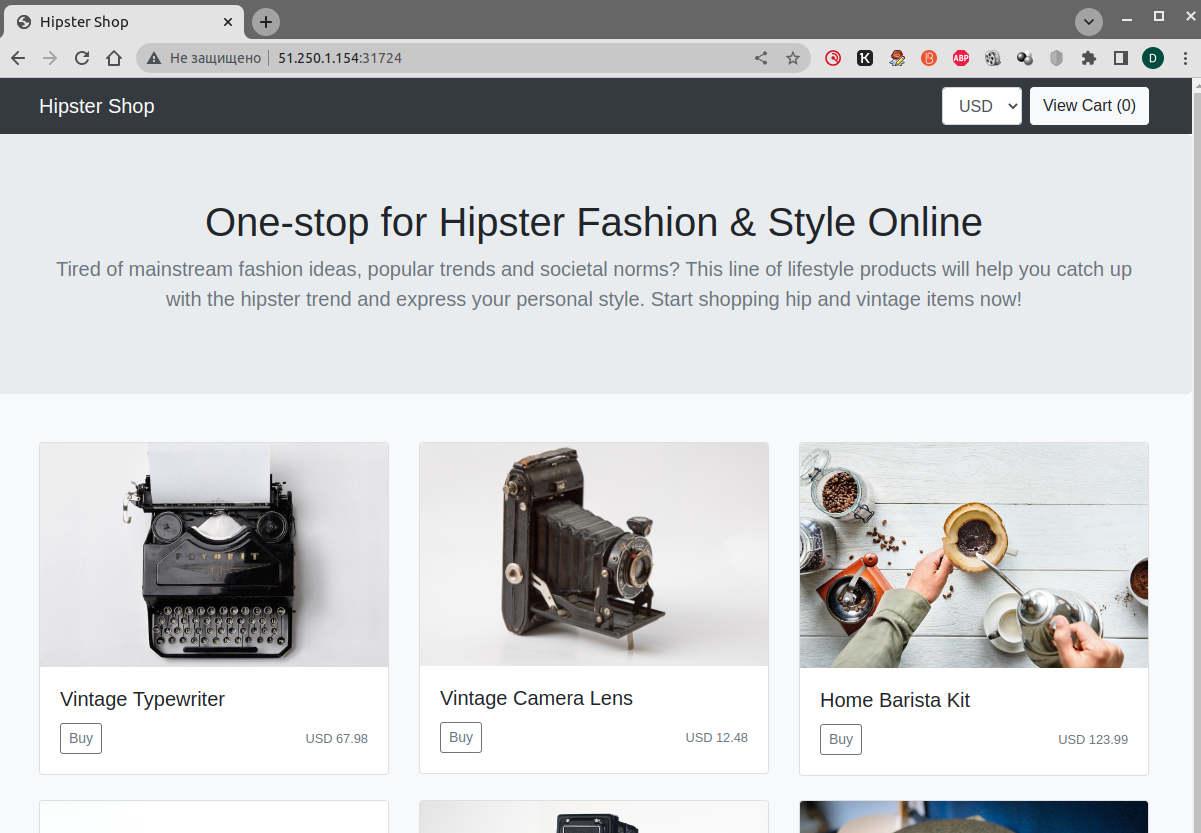 Hipster Shop
Не защищено 51.250.1.154:31724
K
B
ABP
D
Hipster Shop
USD
View Cart (0)
One-stop for Hipster Fashion & Style Online
Tired of mainstream fashion ideas, popular trends and societal norms? This line of lifestyle products will help you catch up
with the hipster trend and express your personal style. Start shopping hip and vintage items now!
Vintage Typewriter
Buy
USD 67.98
Vintage Camera Lens
Buy
USD 12.48
Home Barista Kit
Buy
USD 123.99